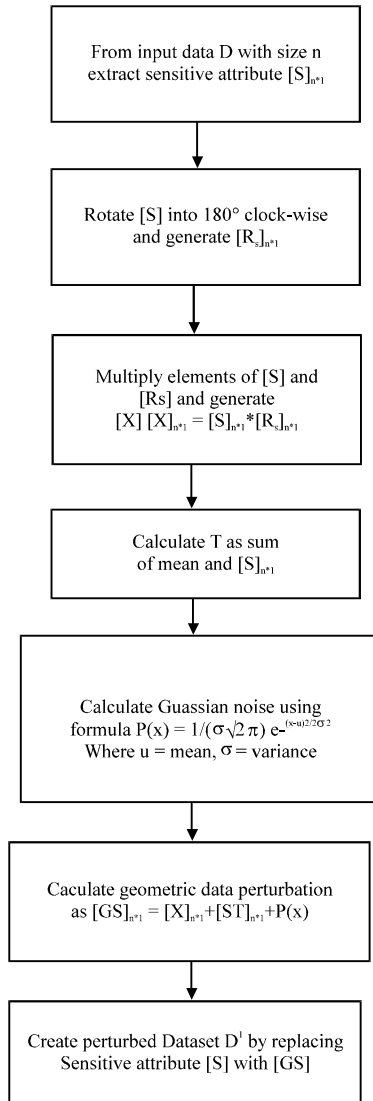 From input data D with size n
extract sensitive attribute [S]ₙ*₁
Rotate [S] into 180° clock-wise
and generate [Rₛ]ₙ*₁
Multiply elements of [S] and
[Rs] and generate
[X] [X]ₙ*₁ = [S]ₙ*₁*[Rₛ]ₙ*₁
Calculate T as sum
of mean and [S]ₙ*₁
Calculate Guassian noise using
formula P(x) = 1/(σ√2 π) e-⁽ˣ⁻ᵘ⁾²/²σ ²
Where u = mean, σ = variance
Caculate geometric data perturbation
as [GS]ₙ*₁ = [X]ₙ*₁+[ST]ₙ*₁+P(x)
Create perturbed Dataset D¹ by replacing
Sensitive attribute [S] with [GS]